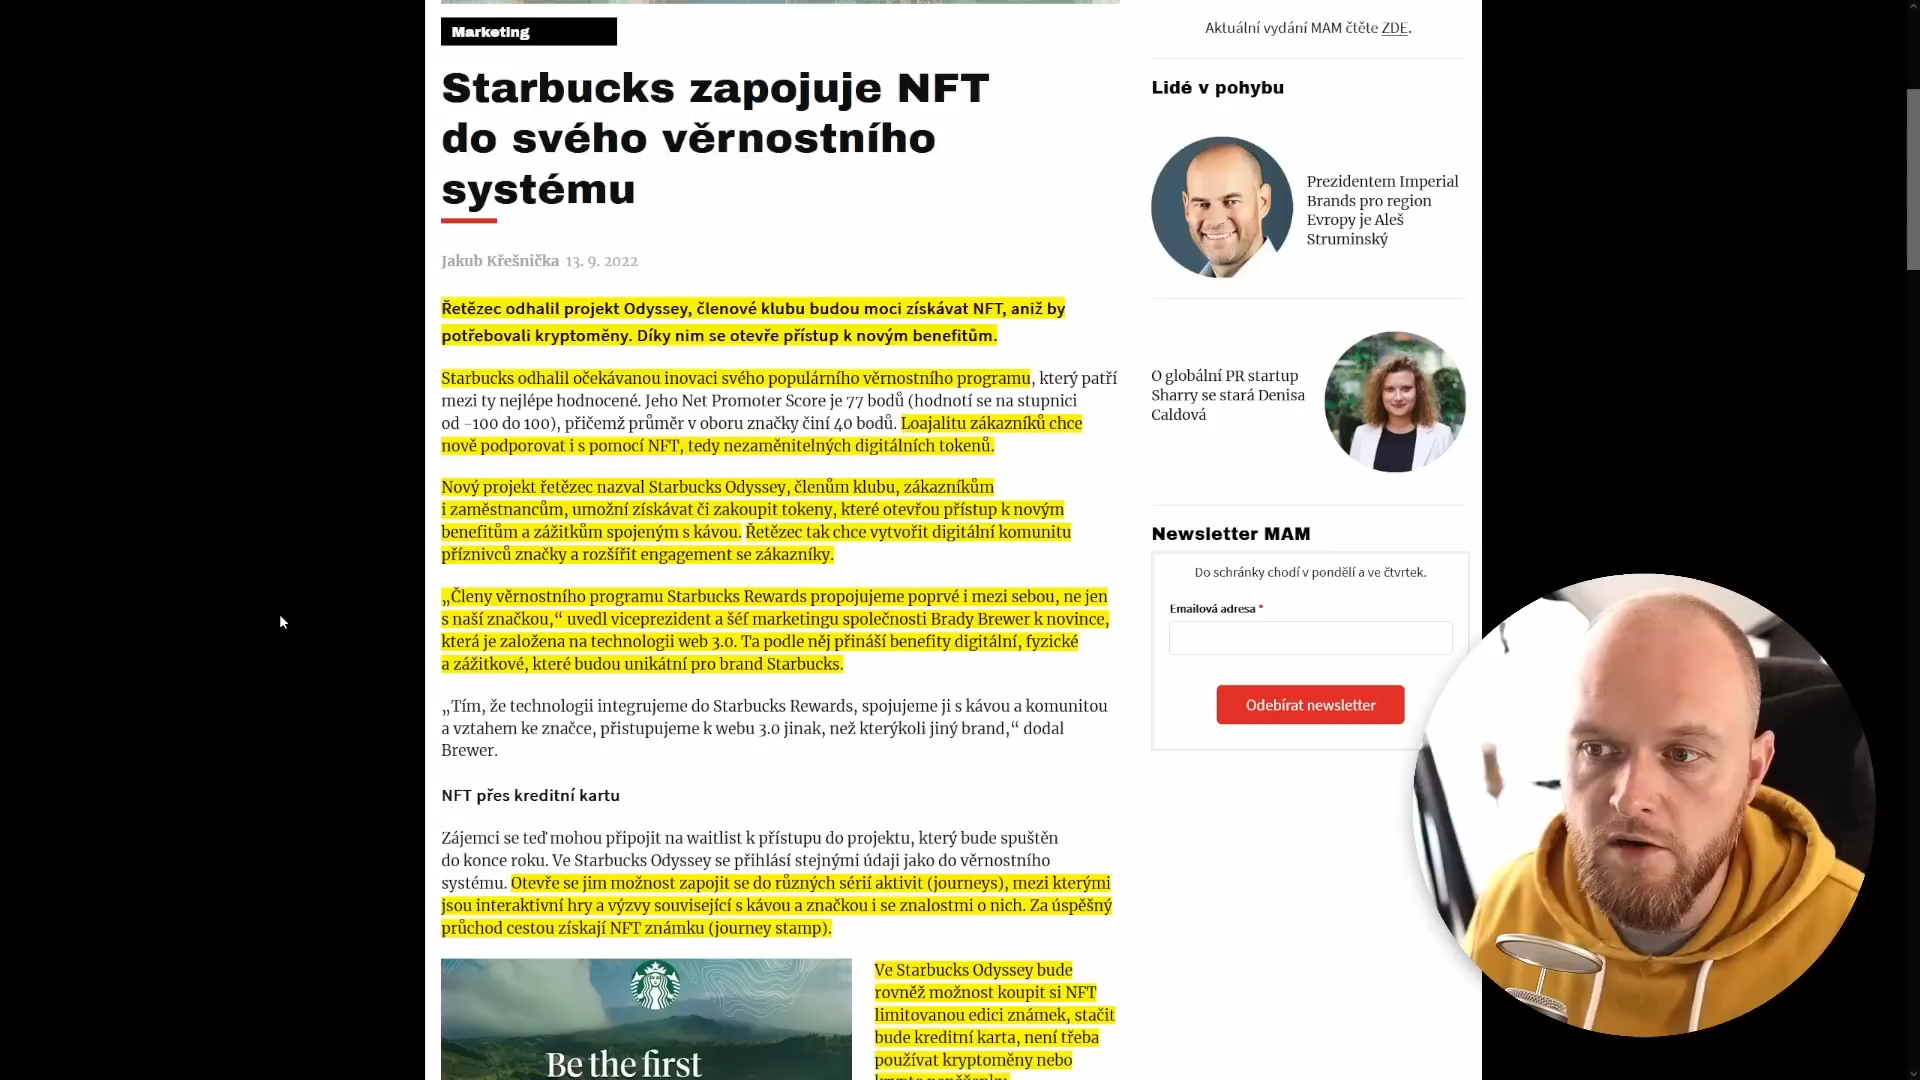 Marketing
Starbucks zapojuje NFT
do svého věrnostního
systému
Jakub Křešnička 13. 9. 2022
Řetězec odhalil projekt Odyssey, členové klubu budou moci získávat NFT, aniž by
potřebovali kryptoměny. Díky nim se otevře přístup k novým benefitům.
Starbucks odhalil očekávanou inovaci svého populárního věrnostního programu, který patří
mezi ty nejlépe hodnocené. Jeho Net Promoter Score je 77 bodů (hodnotí se na stupnici
od -100 do 100), přičemž průměr v oboru značky činí 40 bodů. Loajalitu zákazníků chce
nově podporovat i s pomocí NFT, tedy nezaměnitelných digitálních tokenů.
Nový projekt řetězec nazval Starbucks Odyssey, členům klubu, zákazníkům
i zaměstnancům, umožní získávat či zakoupit tokeny, které otevřou přístup k novým
benefitům a zážitkům spojeným s kávou. Řetězec tak chce vytvořit digitální komunitu
příznivců značky a rozšířit engagement se zákazníky.
„Členy věrnostního programu Starbucks Rewards propojujeme poprvé i mezi sebou, ne jen
s naší značkou,“ uvedl viceprezident a šéf marketingu společnosti Brady Brewer k novince,
která je založena na technologii web 3.0. Ta podle něj přináší benefity digitální, fyzické
a zážitkové, které budou unikátní pro brand Starbucks.
„Tím, že technologii integrujeme do Starbucks Rewards, spojujeme ji s kávou a komunitou
a vztahem ke značce, přistupujeme k webu 3.0 jinak, než kterýkoli jiný brand,“ dodal
Brewer.
NFT přes kreditní kartu
Zájemci se teď mohou připojit na waitlist k přístupu do projektu, který bude spuštěn
do konce roku. Ve Starbucks Odyssey se přihlásí stejnými údaji jako do věrnostního
systému. Otevře se jim možnost zapojit se do různých sérií aktivit (journeys), mezi kterými
jsou interaktivní hry a výzvy související s kávou a značkou i se znalostmi o nich. Za úspěšný
průchod cestou získají NFT známku (journey stamp).
Be the first
Ve Starbucks Odyssey bude
rovněž možnost koupit si NFT
limitovanou edici známek, stačit
bude kreditní karta, není třeba
používat kryptoměny nebo
Aktuální vydání MAM čtěte ZDE.
Lidé v pohybu
Prezidentem Imperial
Brands pro region
Evropy je Aleš
Struminský
O globální PR startup
Sharry se stará Denisa
Caldová
Newsletter MAM
Do schránky chodí v pondělí a ve čtvrtek.
Emailová adresa *
Odebírat newsletter